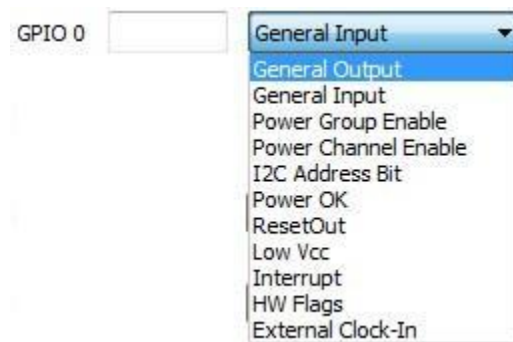 GPIO 0 General Input
General Output
General Input
Power Group Enable
Power Channel Enable
I2C Address Bit
Power OK
ResetOut
Low Vcc
Interrupt
HW Flags
External Clock-In